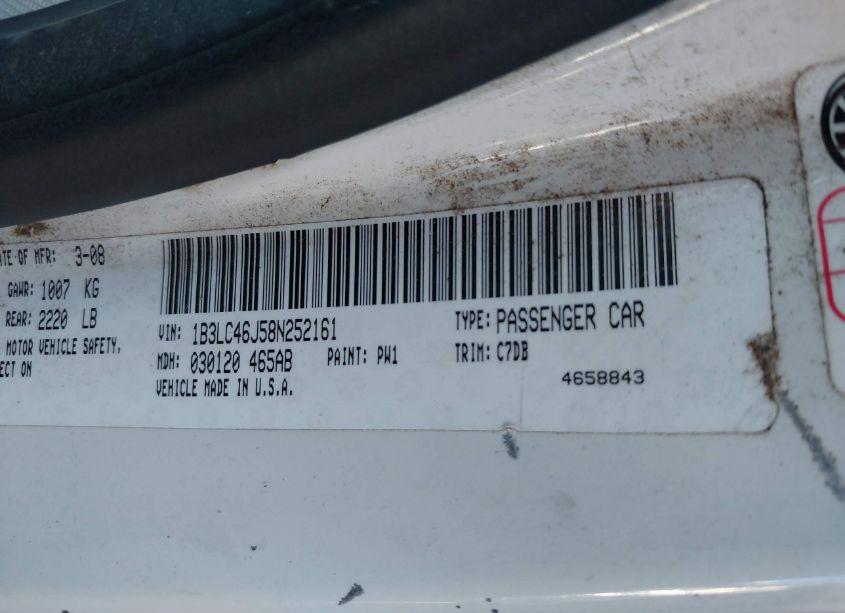 ATE OF MFR: 3-08
GAWR: 1007 KG
REAR: 2220 LB
MOTOR VEHICLE SAFETY,
ECT ON
VIN: 1B3LC46J58N252161
TYPE: PASSENGER CAR
MDH: 030120 465AB
PAINT: PW1
TRIM: C7DB
VEHICLE MADE IN U.S.A.
4658843